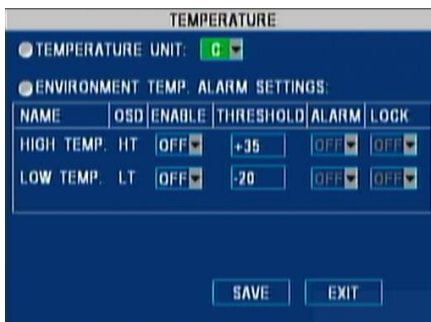 TEMPERATURE
TEMPERATURE UNIT: C
ENVIRONMENT TEMP. ALARM SETTINGS:
NAME OSD ENABLE THRESHOLD ALARM LOCK
HIGH TEMP. HT OFF +35 OFF OFF
LOW TEMP. LT OFF -20 OFF OFF
SAVE EXIT